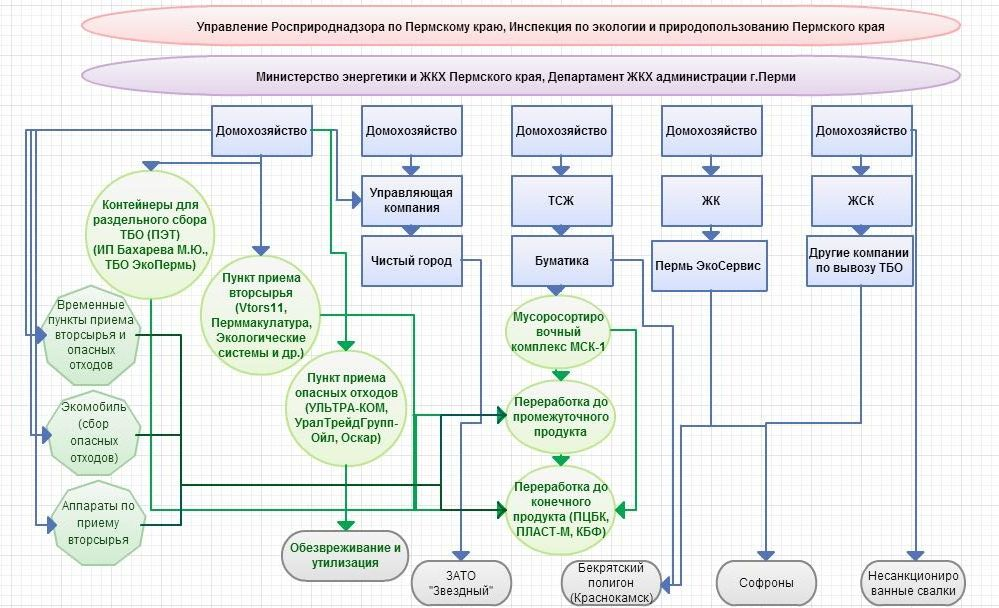 Управление Росприроднадзора по Пермскому краю, Инспекция по экологии и природопользованию Пермского края
Министерство энергетики и ЖКХ Пермского края, Департамент ЖКХ администрации г.Перми
Домохозяйство
Домохозяйство
Домохозяйство
Домохозяйство
Домохозяйство
Контейнеры для
раздельного сбора
ТБО (ПЭТ)
(ИП Бахарева М.Ю.,
ТБО ЭкоПермь)
Управляющая
компания
ТСЖ
ЖК
ЖСК
Чистый город
Буматика
Пермь ЭкоСервис
Другие компании
по вывозу ТБО
Пункт приема
вторсырья
(Vtors11,
Перммакулатура,
Экологические
системы и др.)
Временные
пункты приема
вторсырья и
опасных
отходов
Мусоросортиро
вочный
комплекс МСК-1
Пункт приема
опасных отходов
(УЛЬТРА-КОМ,
УралТрейдГрупп-
Ойл, Оскар)
Экомобиль
(сбор
опасных
отходов)
Переработка до
промежуточного
продукта
Аппараты по
приему
вторсырья
Переработка до
конечного
продукта (ПЦБК,
ПЛАСТ-М, КБФ)
Обезвреживание и
утилизация
ЗАТО
"Звездный"
Бекрятский
полигон
(Краснокамск)
Софроны
Несанкциониро
ванные свалки